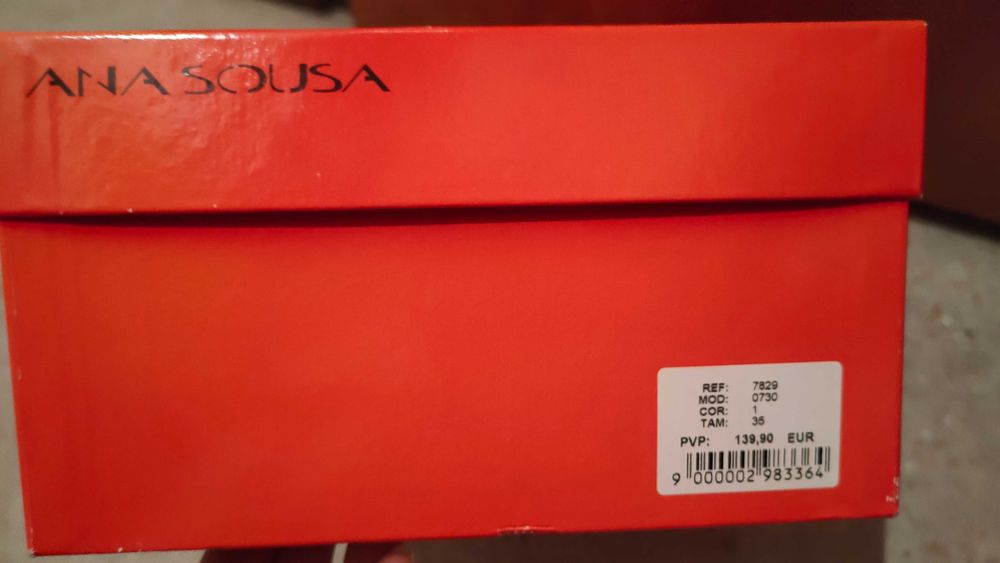 ANA SOUSA
REF: 7829
MOD: 0730
COR: 1
TAM: 35
PVP: 139,90 EUR
9 000002 983364